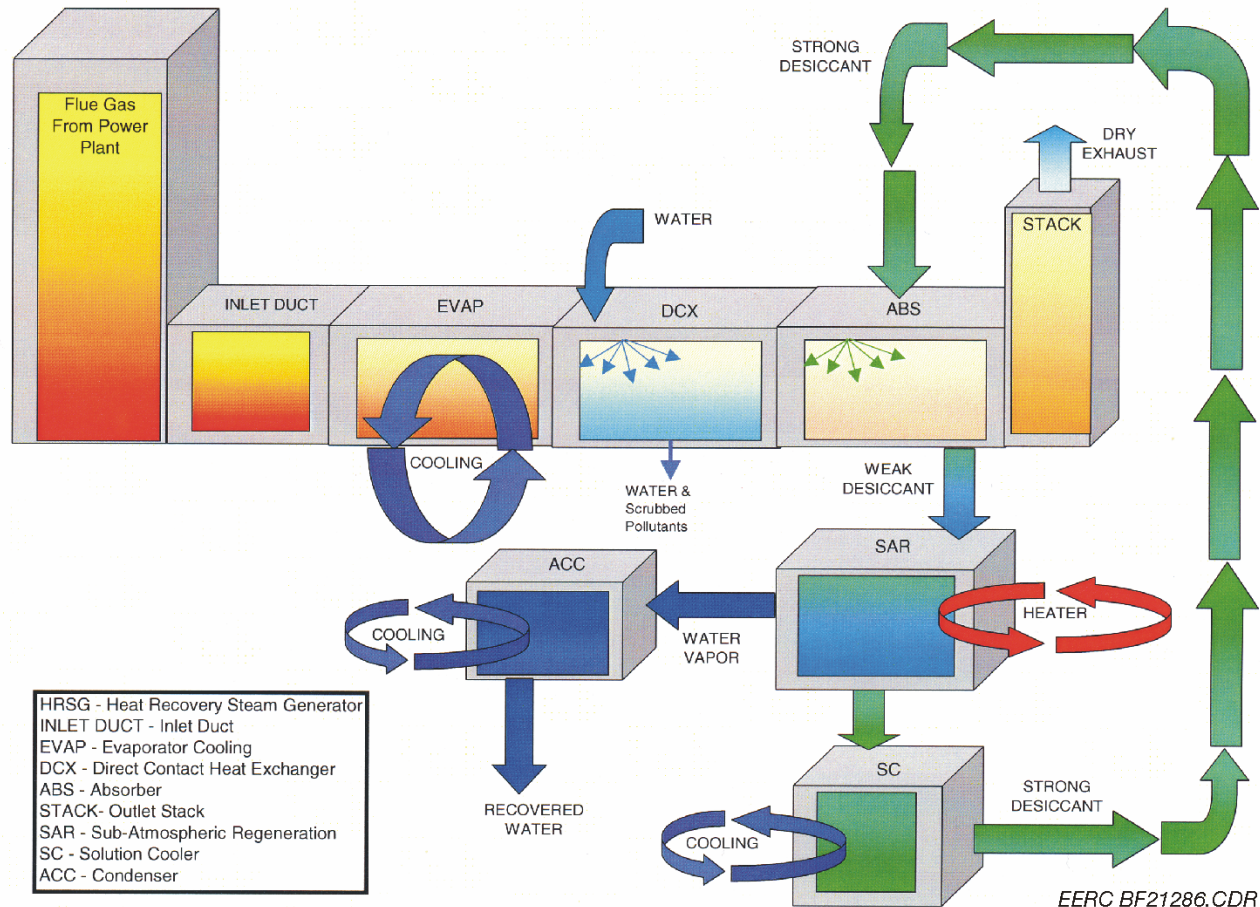 Flue Gas
From Power
Plant
STRONG
DESICCANT
DRY
EXHAUST
WATER
STACK
INLET DUCT
EVAP
DCX
ABS
COOLING
WATER &
Scrubbed
Pollutants
WEAK
DESICCANT
SAR
HEATER
ACC
COOLING
WATER
VAPOR
RECOVERED
WATER
SC
COOLING
STRONG
DESICCANT
HRSG - Heat Recovery Steam Generator
INLET DUCT - Inlet Duct
EVAP - Evaporator Cooling
DCX - Direct Contact Heat Exchanger
ABS - Absorber
STACK- Outlet Stack
SAR - Sub-Atmospheric Regeneration
SC - Solution Cooler
ACC - Condenser
EERC BF21286.CDR